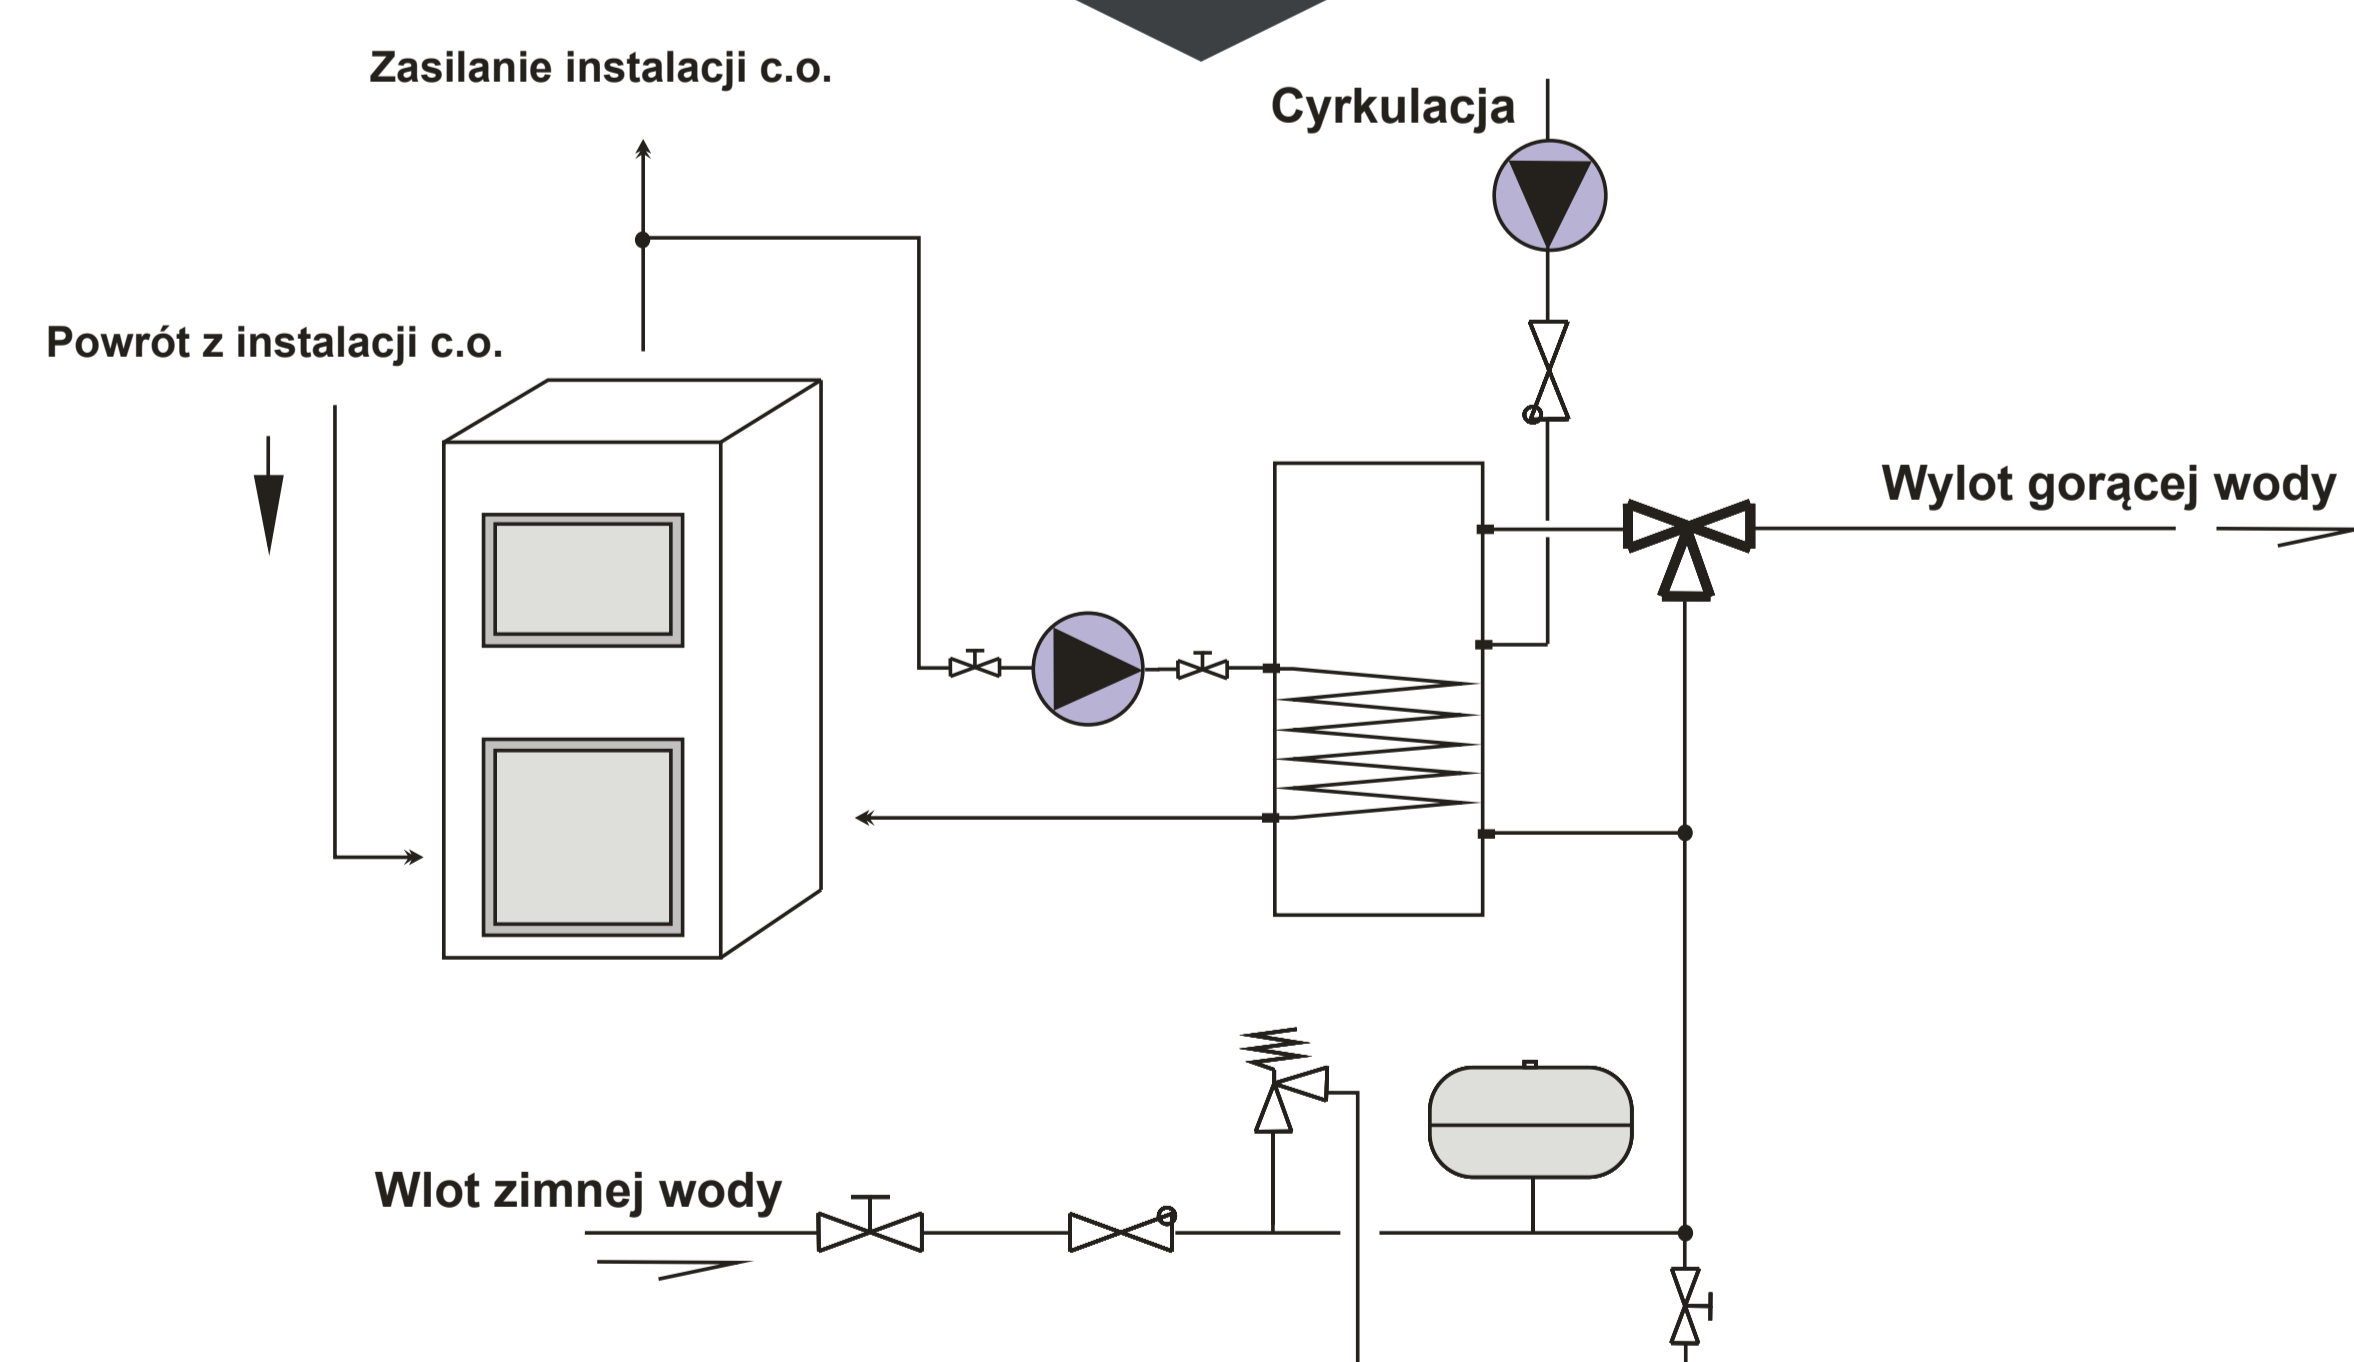 Zasilanie instalacji c.o.
Cyrkulacja
Powrót z instalacji c.o.
Wylot gorącej wody
Wlot zimnej wody